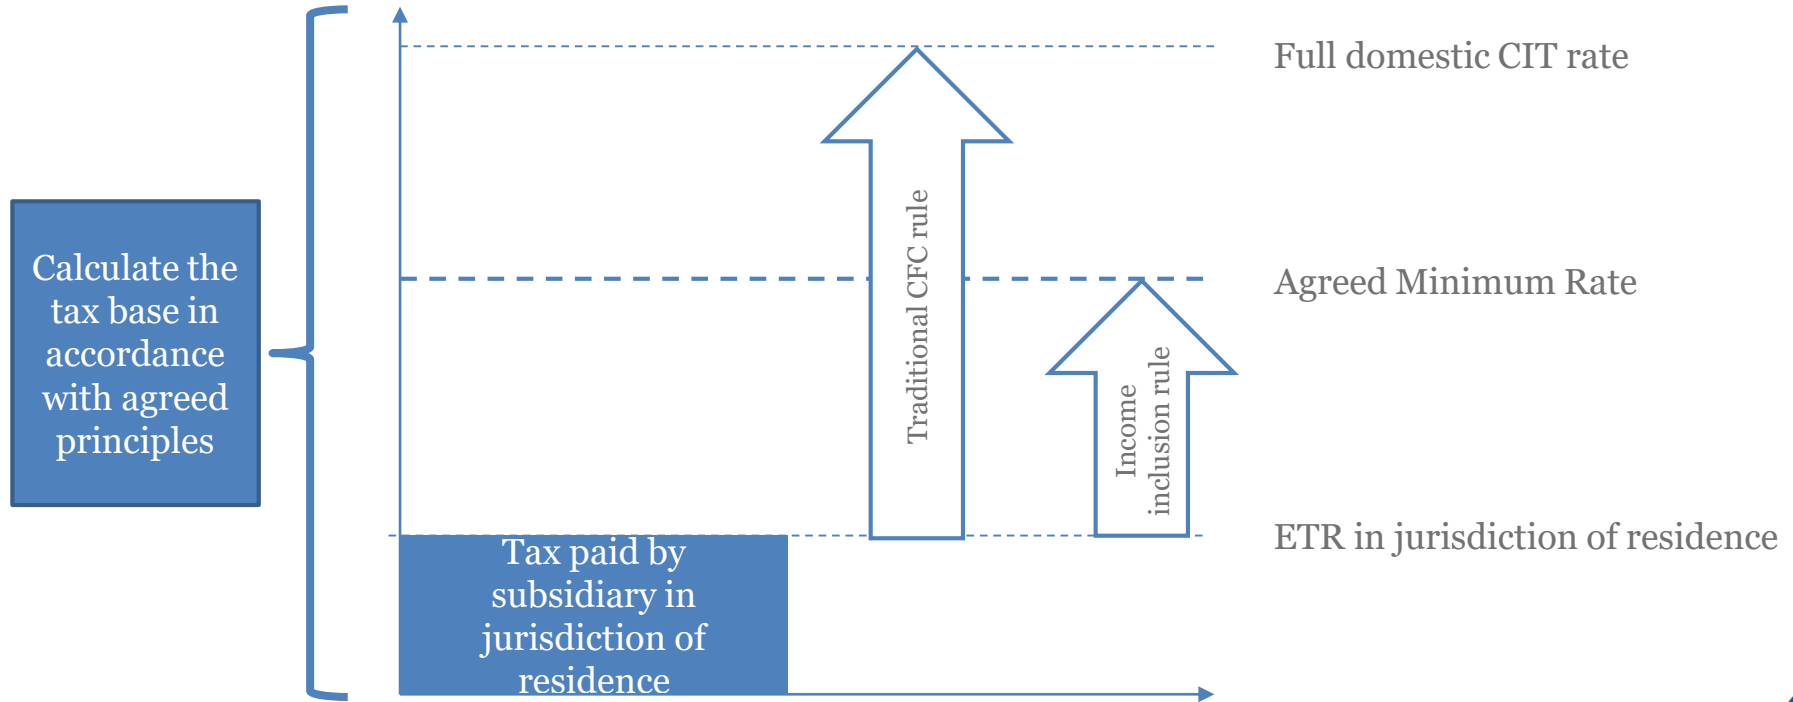 Calculate the
tax base in
accordance
with agreed
principles
Tax paid by
subsidiary in
jurisdiction of
residence
Traditional CFC rule
Income
inclusion rule
Full domestic CIT rate
Agreed Minimum Rate
ETR in jurisdiction of residence